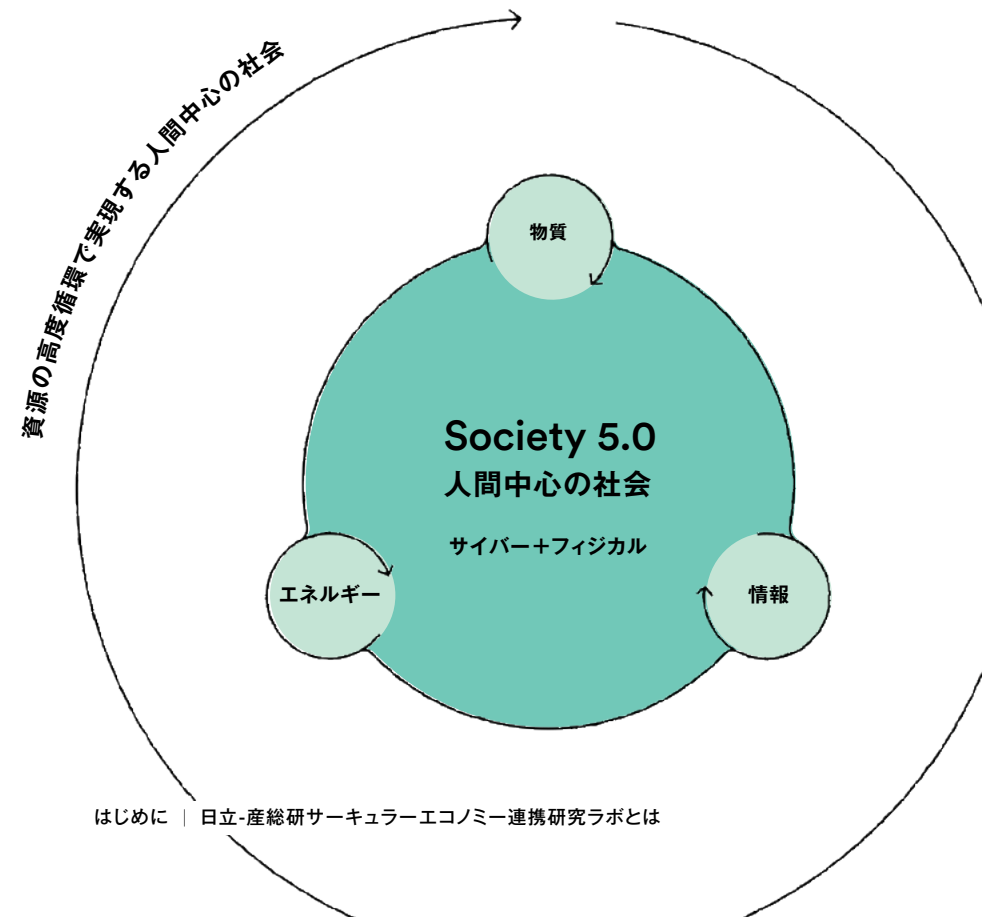 資源の高度循環で実現する人間中心の社会
物質
Society 5.0
人間中心の社会
サイバー＋フィジカル
エネルギー
情報
はじめに ｜ 日立-産総研サーキュラーエコノミー連携研究ラボとは